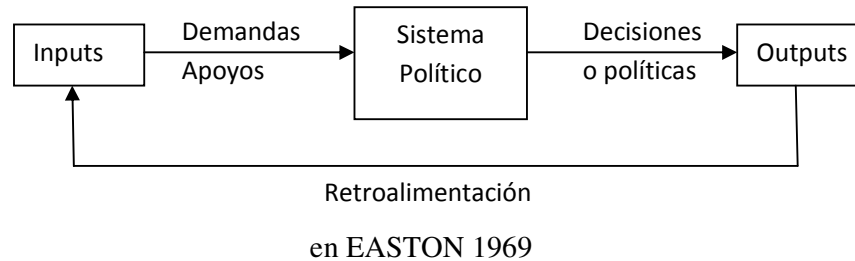 Inputs
Demandas
Apoyos
Sistema
Político
Decisiones
o políticas
Outputs
Retroalimentación
en EASTON 1969